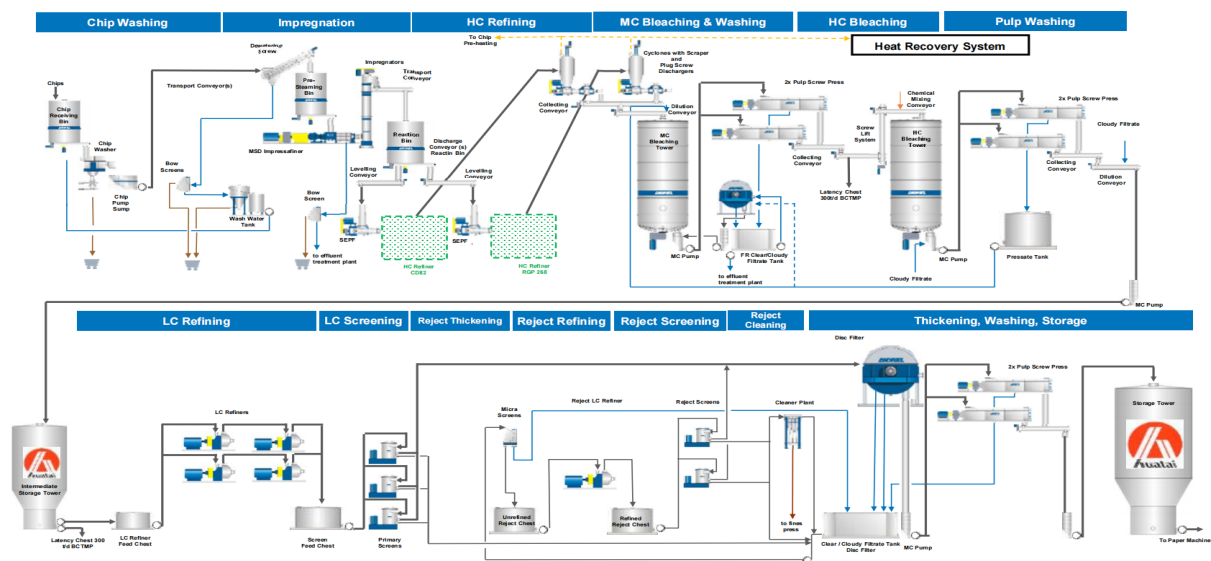 Chip Washing
Impregnation
HC Refining
MC Bleaching & Washing
HC Bleaching
Pulp Washing
To Chip
Pre-heating
Heat Recovery System
Dewatering
Screw
Impregnators
Transport
Conveyor
Cyclones with Scraper
and
Plug Screw
Dischargers
2x Pulp Screw Press
Chemical
Mixing
Conveyor
2x Pulp Screw Press
Chips
Transport Conveyor(s)
Pre-
Steaming
Bin
Collecting
Conveyor
Dilution
Conveyor
Chip
Receiving
Bin
MSD Impressafiner
Reaction
Bin
Discharge
Conveyor (s)
Reactin Bin
MC
Bleaching
Tower
Screw
Lift
System
HC
Bleaching
Tower
Cloudy Filtrate
Chip
Washer
Collecting
Conveyor
Collecting
Conveyor
Bow
Screens
Levelling
Conveyor
Levelling
Conveyor
Dilution
Conveyor
Chip
Pump
Sump
Wash Water
Tank
Bow
Screen
Latency Chest
300t/d BCTMP
SEPF
SEPF
to effluent
treatment plant
HC Refiner
CD82
HC Refiner
RGP 268
MC Pump
FR Clear/Cloudy
Filtrate Tank
to effluent
treatment plant
MC Pump
Cloudy Filtrate
Pressate Tank
MC Pump
LC Refining
LC Screening
Reject Thickening
Reject Refining
Reject Screening
Reject
Cleaning
Thickening, Washing, Storage
Disc Filter
2x Pulp Screw Press
LC Refiners
Micra
Screens
Reject LC Refiner
Reject Screens
Cleaner Plant
Storage Tower
huatai
huatai
Intermediate
Storage Tower
Unrefined
Reject Chest
Refined
Reject Chest
to fines
press
Latency Chest 300
t/d BCTMP
LC Refiner
Feed Chest
Screen
Feed Chest
Primary
Screens
Clear / Cloudy Filtrate Tank
Disc Filter
MC Pump
To Paper Machine